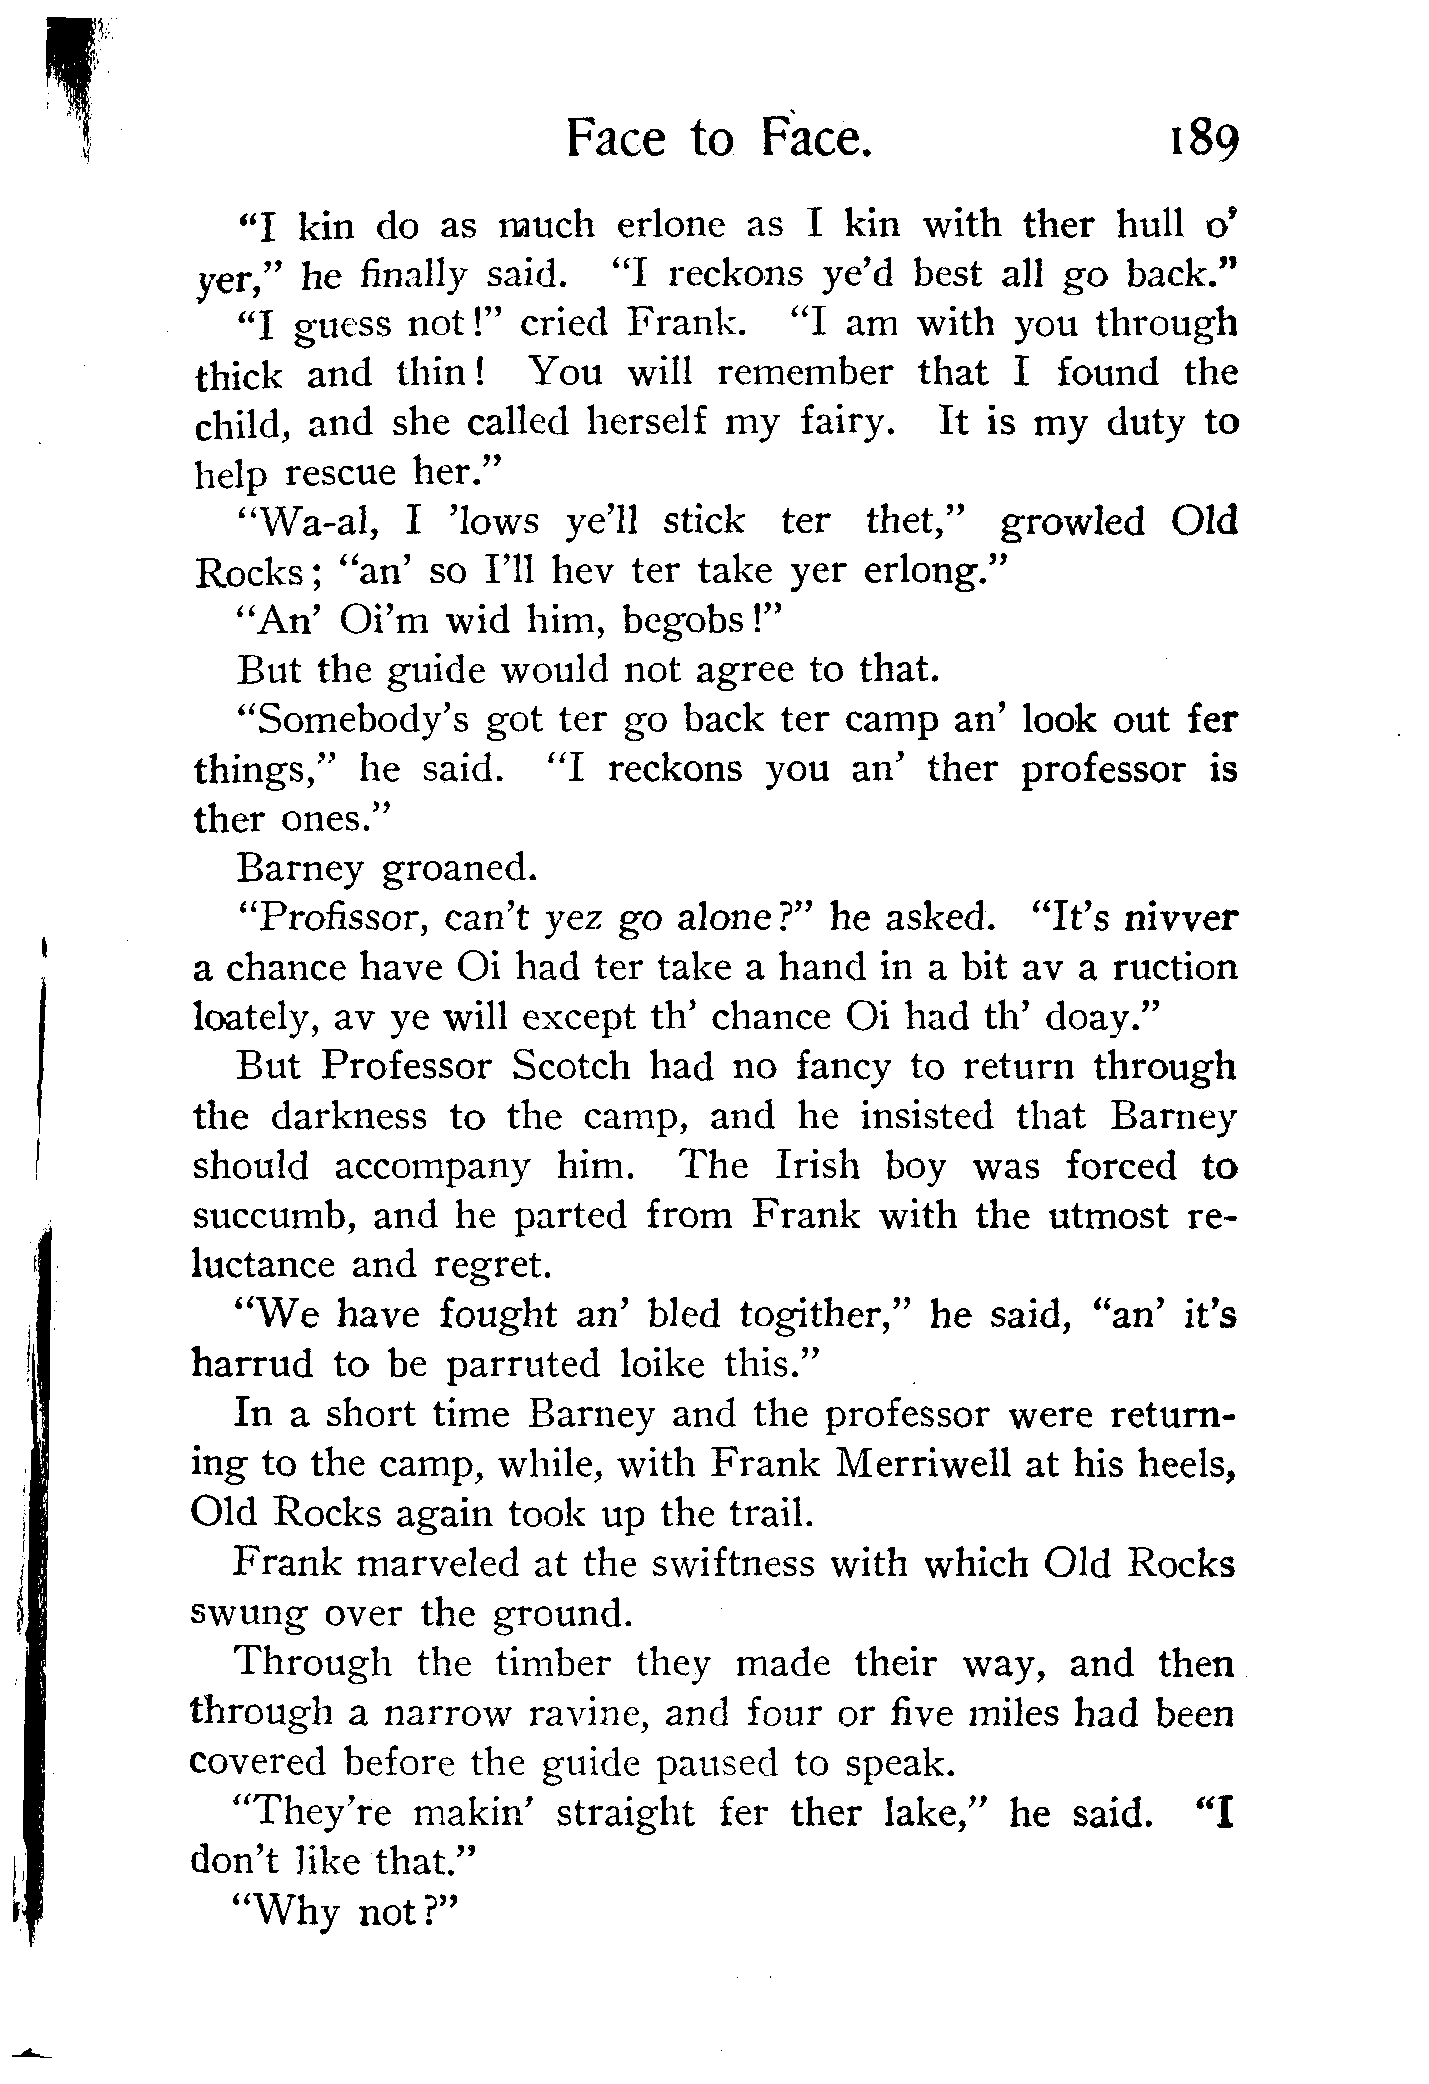 Face to Face. 189
"I kin do as much erlone as I kin with ther hull o'
yer," he finally said. "I reckons ye'd best all go back."
"I guess not!" cried Frank. "I am with you through
thick and thin! You will remember that I found the
child, and she called herself my fairy. It is my duty to
help rescue her."
"Wa-al, I 'lows ye'll stick ter thet," growled Old
Rocks; "an' so I'll hev ter take yer erlong."
"An' Oi'm wid him, begobs!"
But the guide would not agree to that.
"Somebody's got ter go back ter camp an' look out fer
things," he said. "I reckons you an' ther professor is
ther ones."
Barney groaned.
"Profissor, can't yez go alone?" he asked. "It's nivver
a chance have Oi had ter take a hand in a bit av a ruction
loately, av ye will except th' chance Oi had th' doay."
But Professor Scotch had no fancy to return through
the darkness to the camp, and he insisted that Barney
should accompany him. The Irish boy was forced to
succumb, and he parted from Frank with the utmost re-
luctance and regret.
"We have fought an' bled togither," he said, "an' it's
harrud to be parruted loike this."
In a short time Barney and the professor were return-
ing to the camp, while, with Frank Merriwell at his heels,
Old Rocks again took up the trail.
Frank marveled at the swiftness with which Old Rocks
swung over the ground.
Through the timber they made their way, and then
through a narrow ravine, and four or five miles had been
covered before the guide paused to speak.
"They're makin' straight fer ther lake," he said. "I
don't like that."
"Why not?"